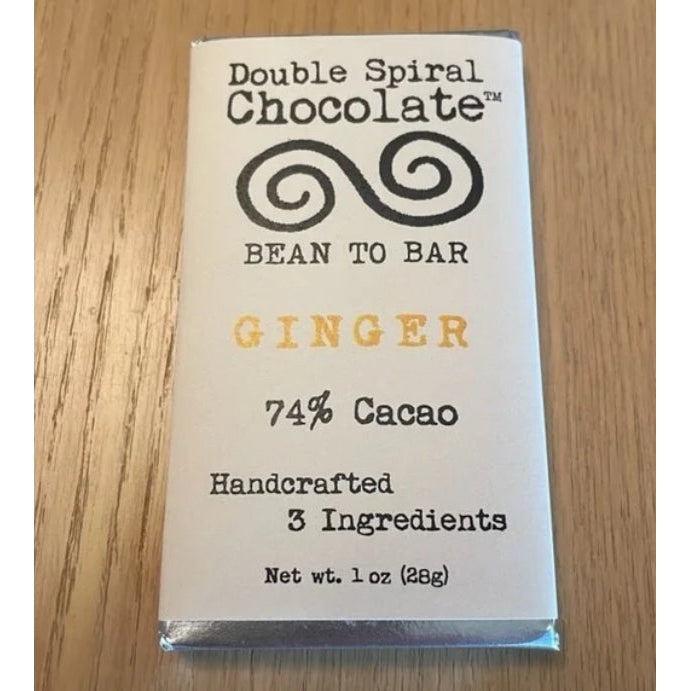 Double Spiral
Chocolate™
BEAN TO BAR
GINGER
74% Cacao
Handcrafted
3 Ingredients
Net wt. 1 oz (28g)